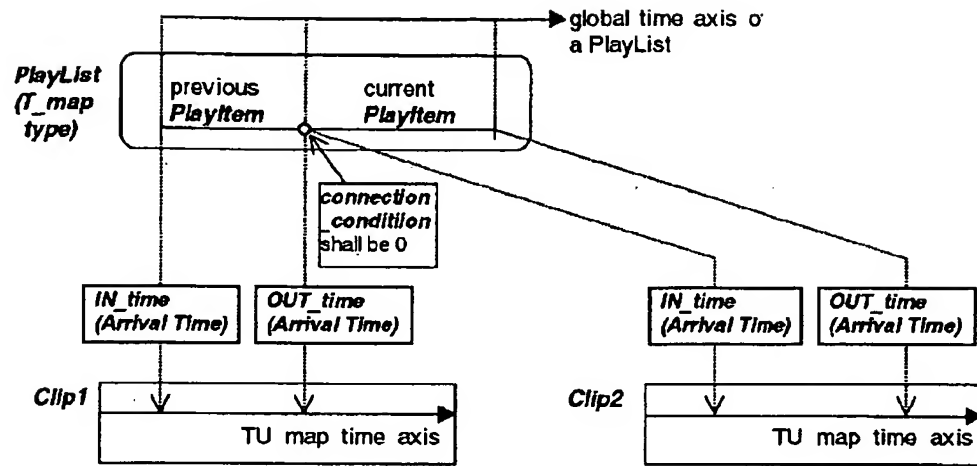 global time axis o
a PlayList
PlayList
(T_map
type)
previous
PlayItem
current
PlayItem
connection
_condition
shall be 0
IN_time
(Arrival Time)
OUT_time
(Arrival Time)
IN_time
(Arrival Time)
OUT_time
(Arrival Time)
Clip1
TU map time axis
Clip2
TU map time axis